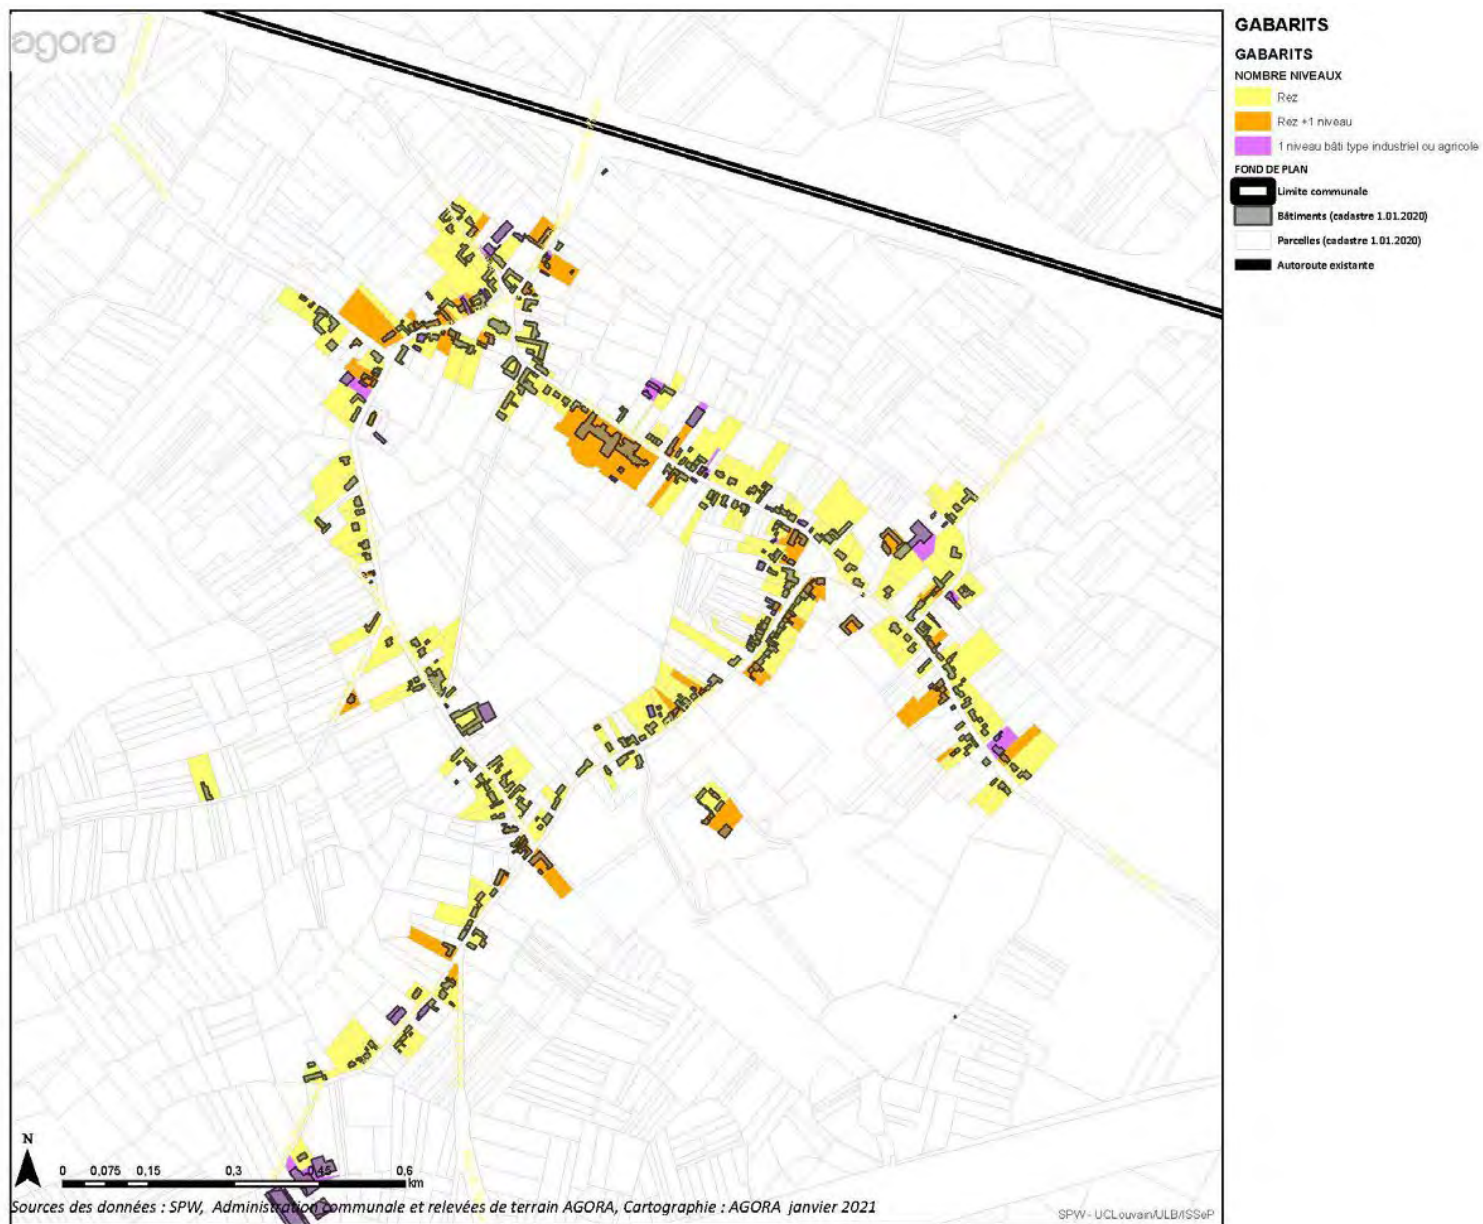 agora
GABARITS
GABARITS
NOMBRE NIVEAUX
Rez
Rez +1 niveau
1 niveau bâti type industriel ou agricole
FOND DE PLAN
Limite communale
Bâtiments (cadastre 1.01.2020)
Parcelles (cadastre 1.01.2020)
Autoroute existante
N
0 0,075 0,15 0,3 0,45 0,6
km
Sources des données : SPW, Administration communale et relevées de terrain AGORA, Cartographie : AGORA janvier 2021
SPW - UCLouvain/ULB/ISSeP